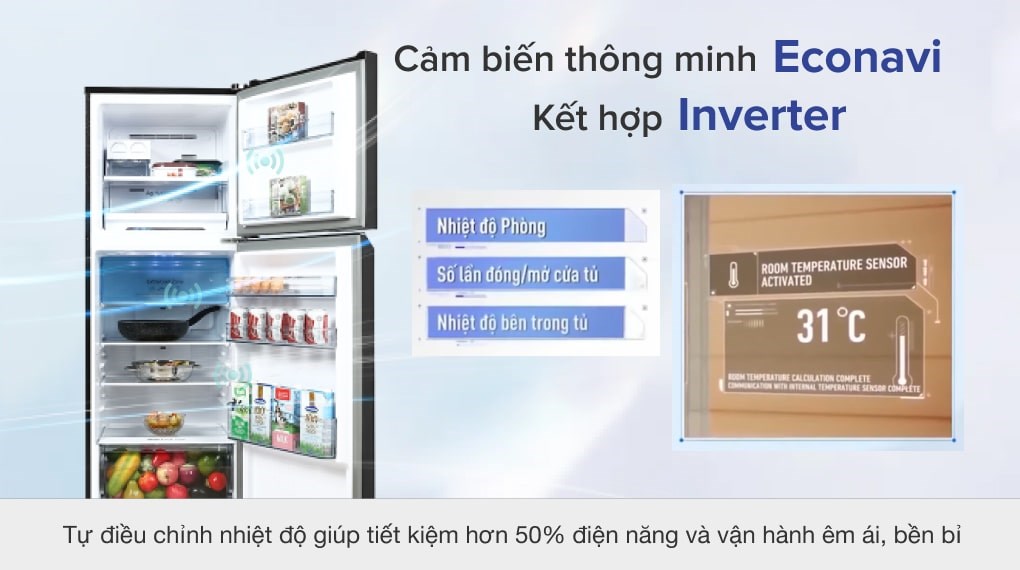 Cảm biến thông minh Econavi
Kết hợp Inverter
Nhiệt độ Phòng
Số lần đóng/mở cửa tủ
Nhiệt độ bên trong tủ
ROOM TEMPERATURE SENSOR
ACTIVATED
31°C
ROOM TEMPERATURE CALCULATION COMPLETE
COMMUNICATION WITH INTERNAL TEMPERATURE SENSOR COMPLETE
MILK
Tự điều chỉnh nhiệt độ giúp tiết kiệm hơn 50% điện năng và vận hành êm ái, bền bỉ